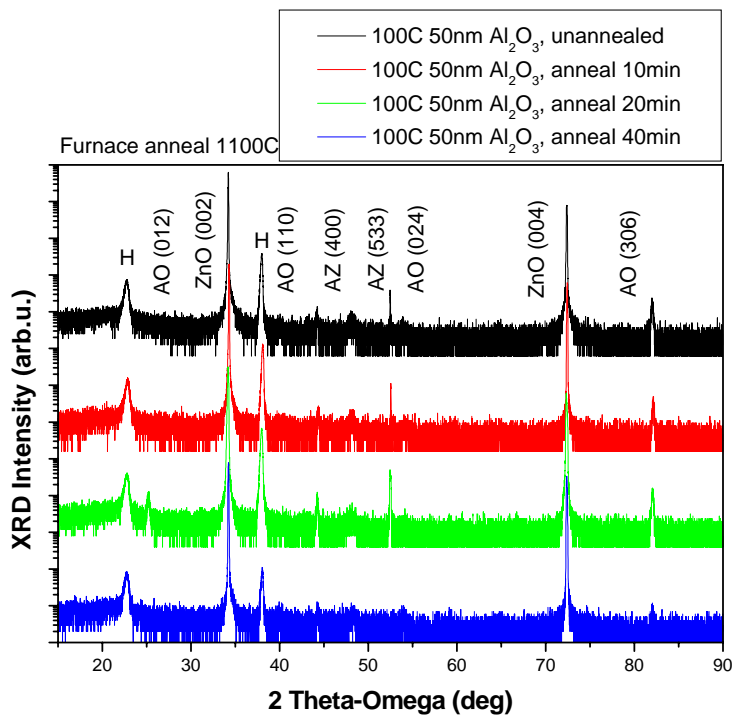 100C 50nm Al₂O₃, unannealed
100C 50nm Al₂O₃, anneal 10min
100C 50nm Al₂O₃, anneal 20min
100C 50nm Al₂O₃, anneal 40min
Furnace anneal 1100C
H
AO (012)
ZnO (002)
H
AO (110)
AZ (400)
AZ (533)
AO (024)
ZnO (004)
AO (306)
XRD Intensity (arb.u.)
20 30 40 50 60 70 80 90
2 Theta-Omega (deg)